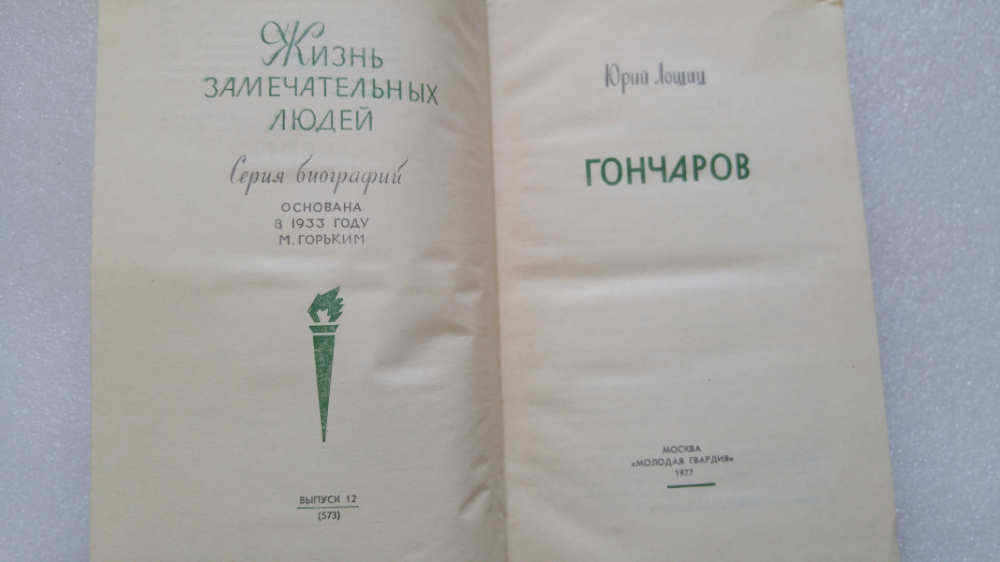 Жизнь
ЗАМЕЧАТЕЛЬНЫХ
ЛЮДЕЙ
Серия биографий
ОСНОВАНА
В 1933 ГОДУ
М. ГОРЬКИМ
ВЫПУСК 12
(573)
Юрий Лощиц
ГОНЧАРОВ
МОСКВА
«МОЛОДАЯ ГВАРДИЯ»
1977